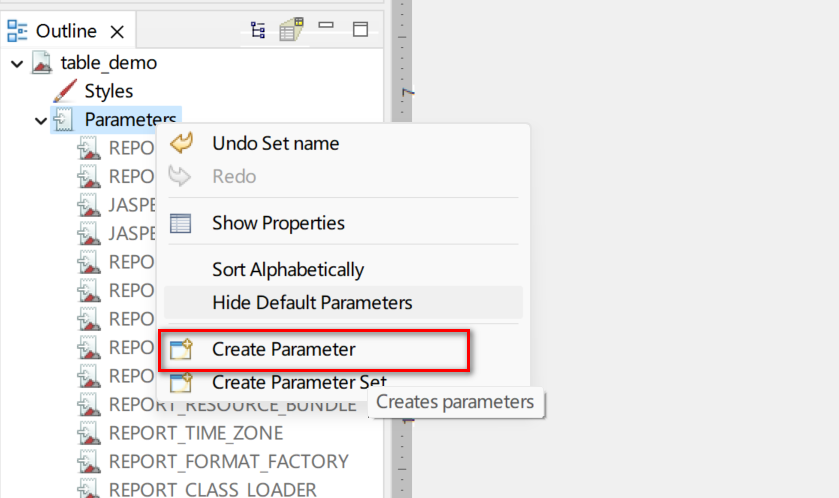 Outline
table_demo
Styles
Parameters
Undo Set name
REPO
REPO
Redo
JASPE
Show Properties
JASPE
REPO
Sort Alphabetically
REPO
Hide Default Parameters
REPO
REPO
Create Parameter
REPO
Create Parameter Set
REPORT_RESOURCE_BUNDLE
Creates parameters
REPORT_TIME_ZONE
REPORT_FORMAT_FACTORY
REPORT_CLASS_LOADER
7